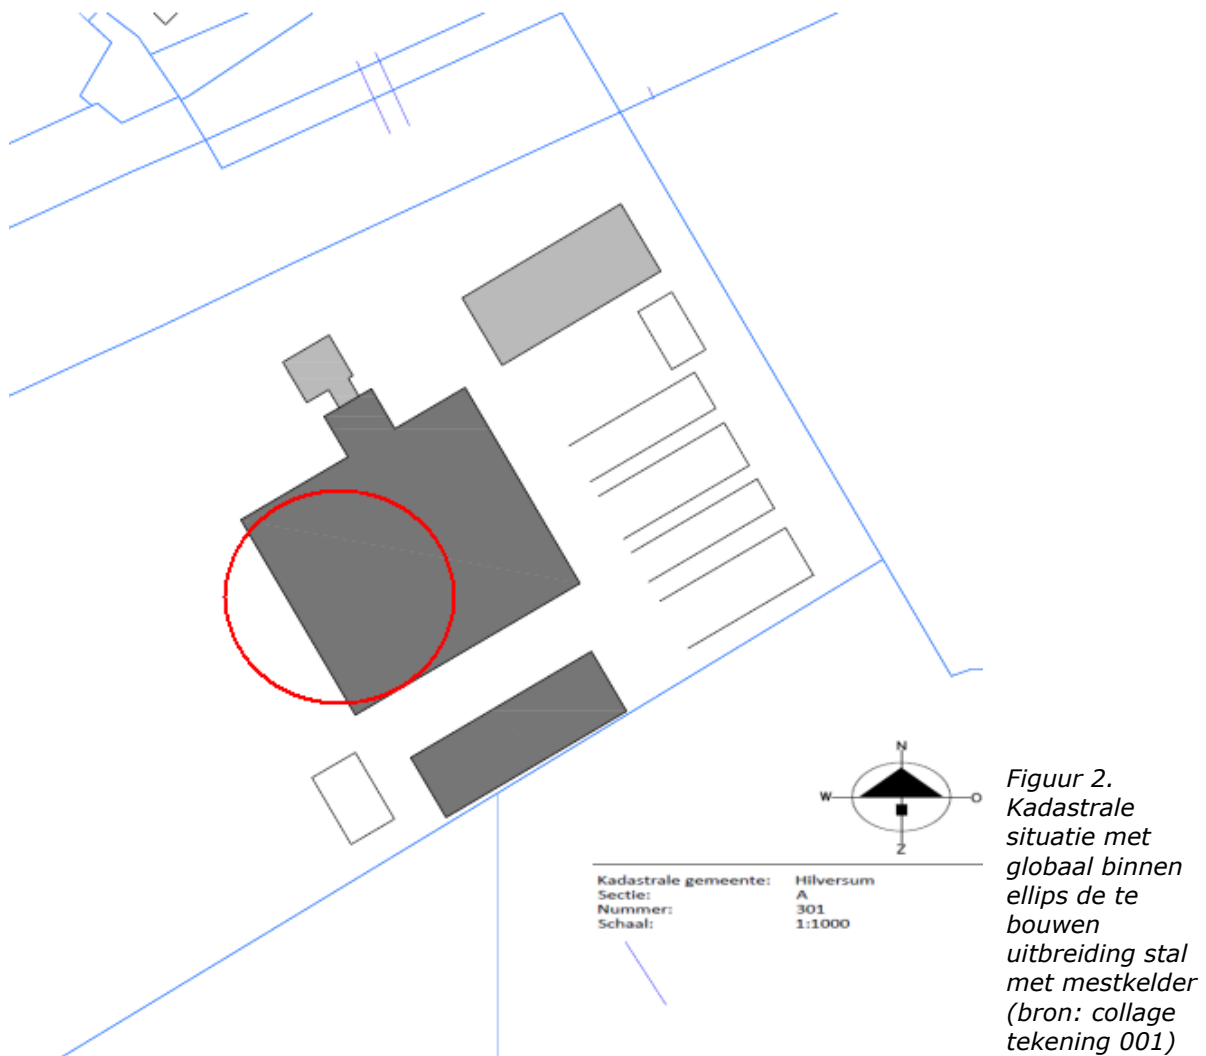 N
W
O
Z
Kadastrale gemeente: Hilversum
Sectie: A
Nummer: 301
Schaal: 1:1000
Figuur 2.
Kadastrale
situatie met
globaal binnen
ellips de te
bouwen
uitbreiding stal
met mestkelder
(bron: collage
tekening 001)